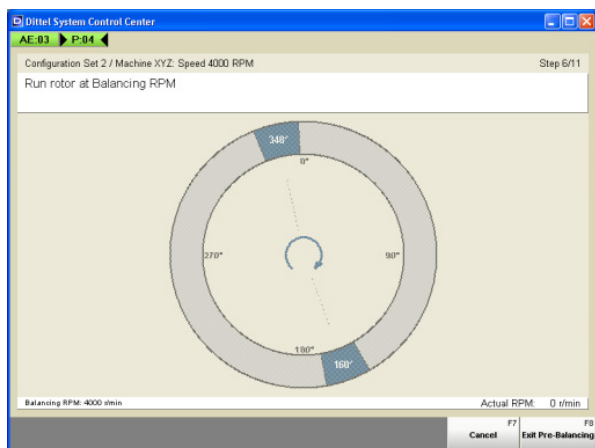 Dittel System Control Center
AE:03 P:04
Configuration Set 2 / Machine XYZ: Speed 4000 RPM Step 6/11
Run rotor at Balancing RPM
348°
0°
270° 90°
180°
160°
Balancing RPM: 4000 r/min Actual RPM: 0 r/min
F7 F8
Cancel Exit Pre-Balancing